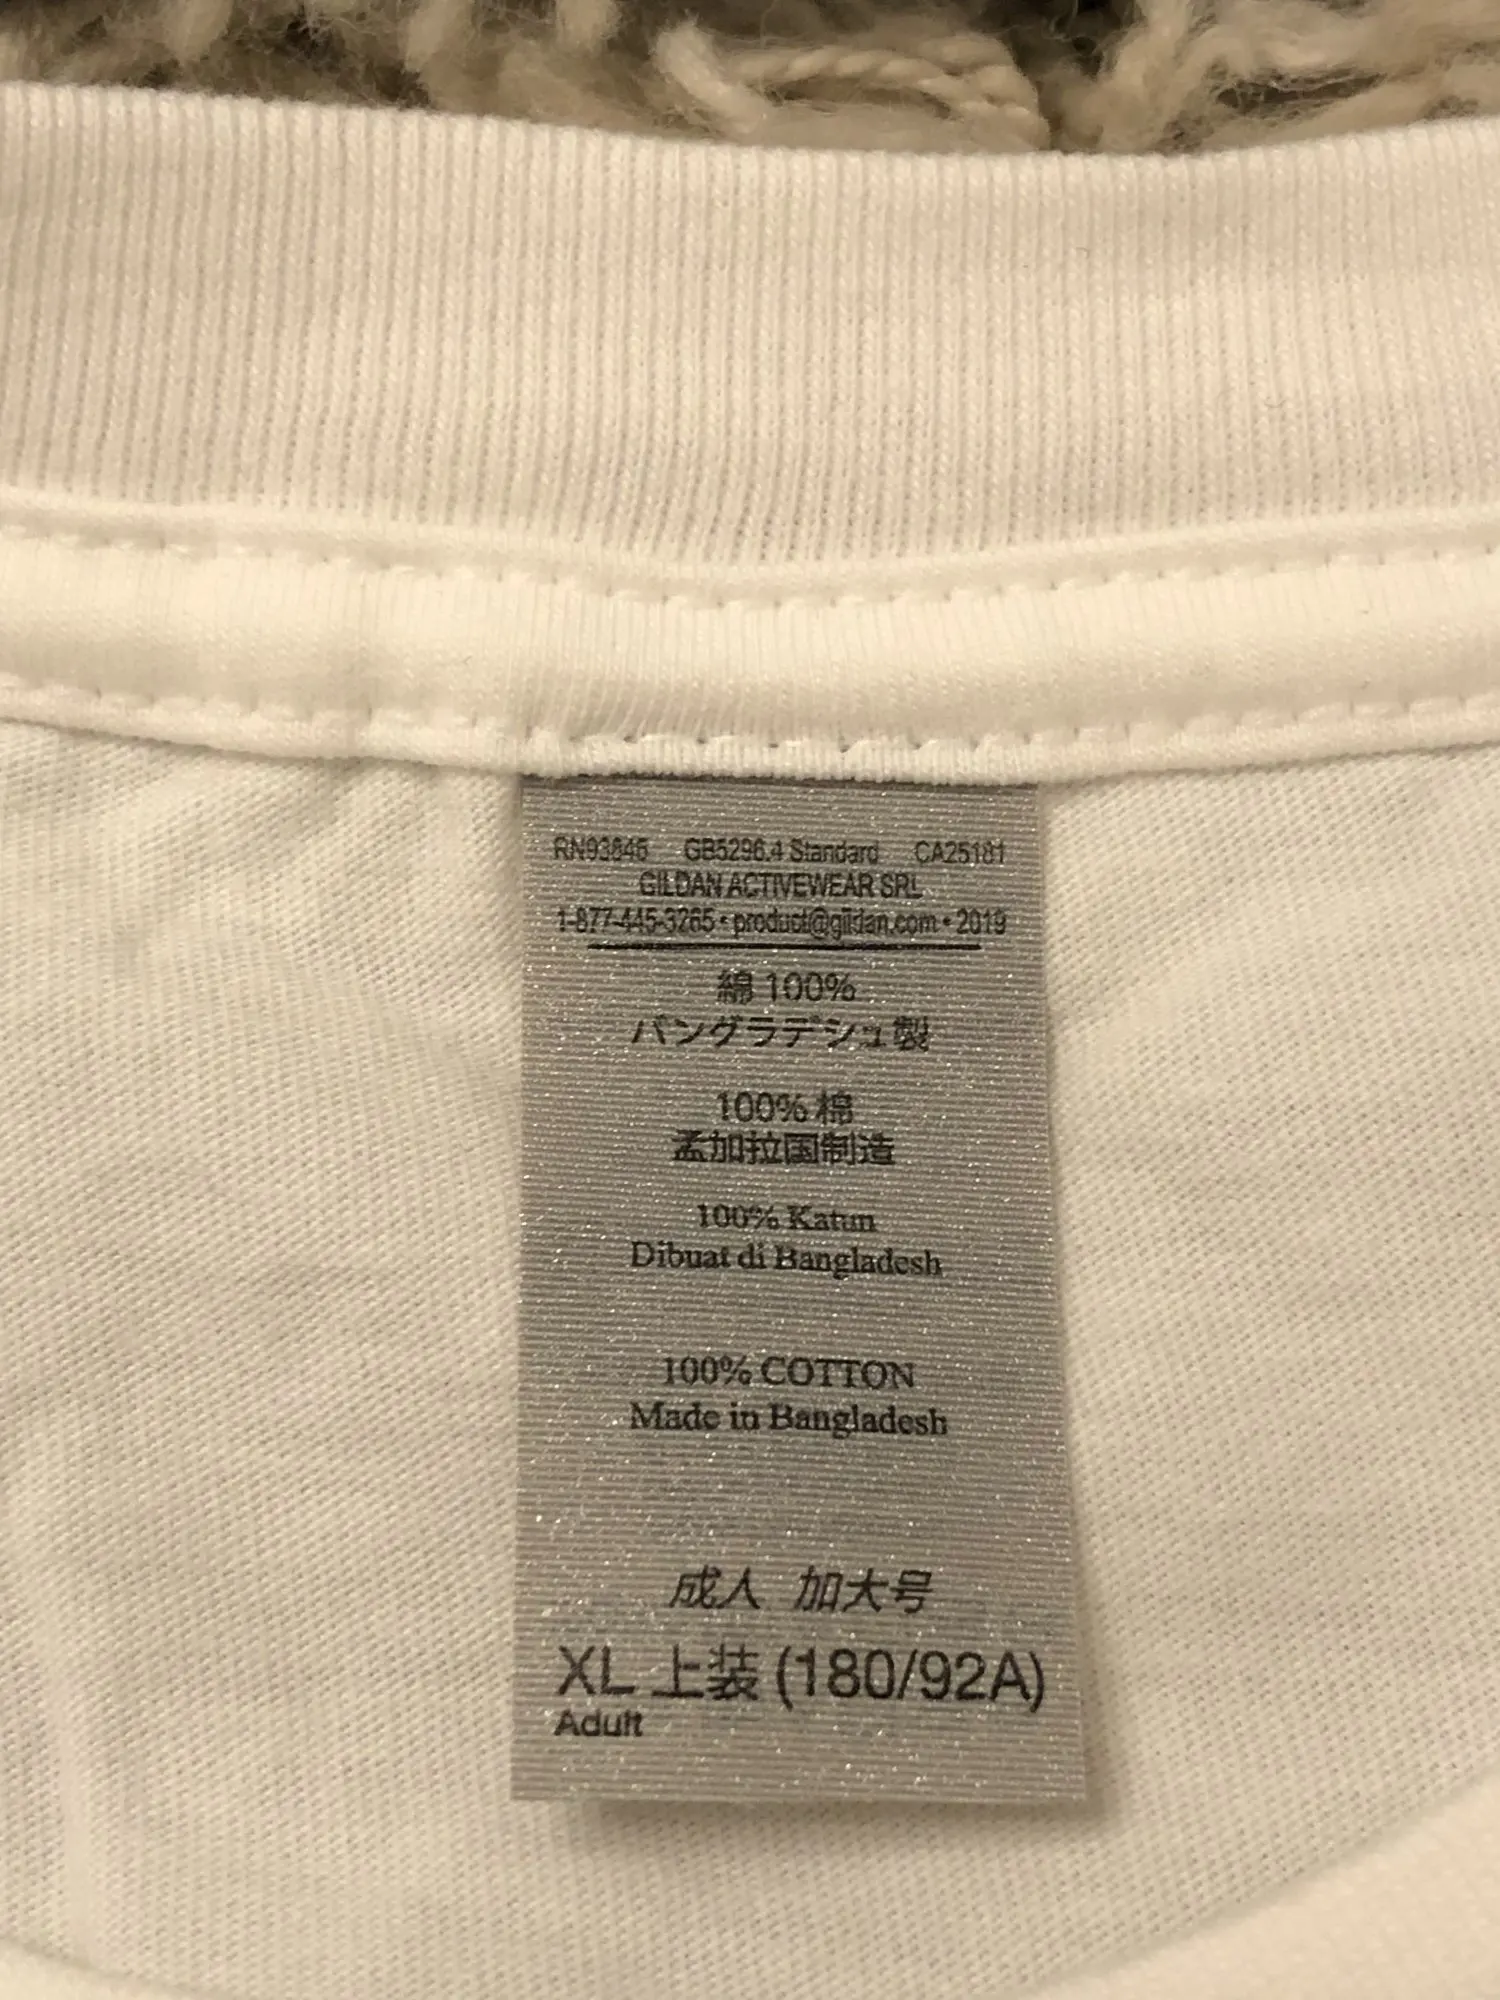 RN93846 GB5296.4 Standard CA25181
GILDAN ACTIVEWEAR SRL
1-877-445-3265 • product@gildan.com • 2019
綿 100%
バングラデシュ製
100% 棉
孟加拉国制造
100% Katun
Dibuat di Bangladesh
100% COTTON
Made in Bangladesh
成人 加大号
XL 上装 (180/92A)
Adult